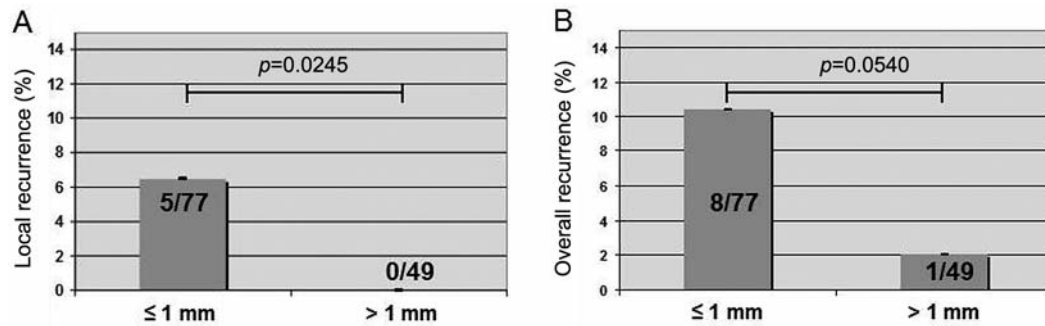 A
Local recurrence (%)
14
12
10
8
6
4
2
0
p=0.0245
5/77
0/49
≤ 1 mm
> 1 mm
B
Overall recurrence (%)
14
12
10
8
6
4
2
0
p=0.0540
8/77
1/49
≤ 1 mm
> 1 mm